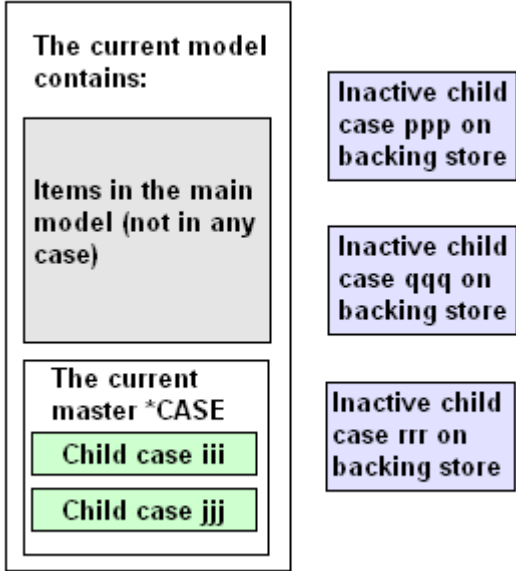 The current model
contains:
Items in the main
model (not in any
case)
The current
master *CASE
Child case iii
Child case jjj
Inactive child
case ppp on
backing store
Inactive child
case qqq on
backing store
Inactive child
case rrr on
backing store